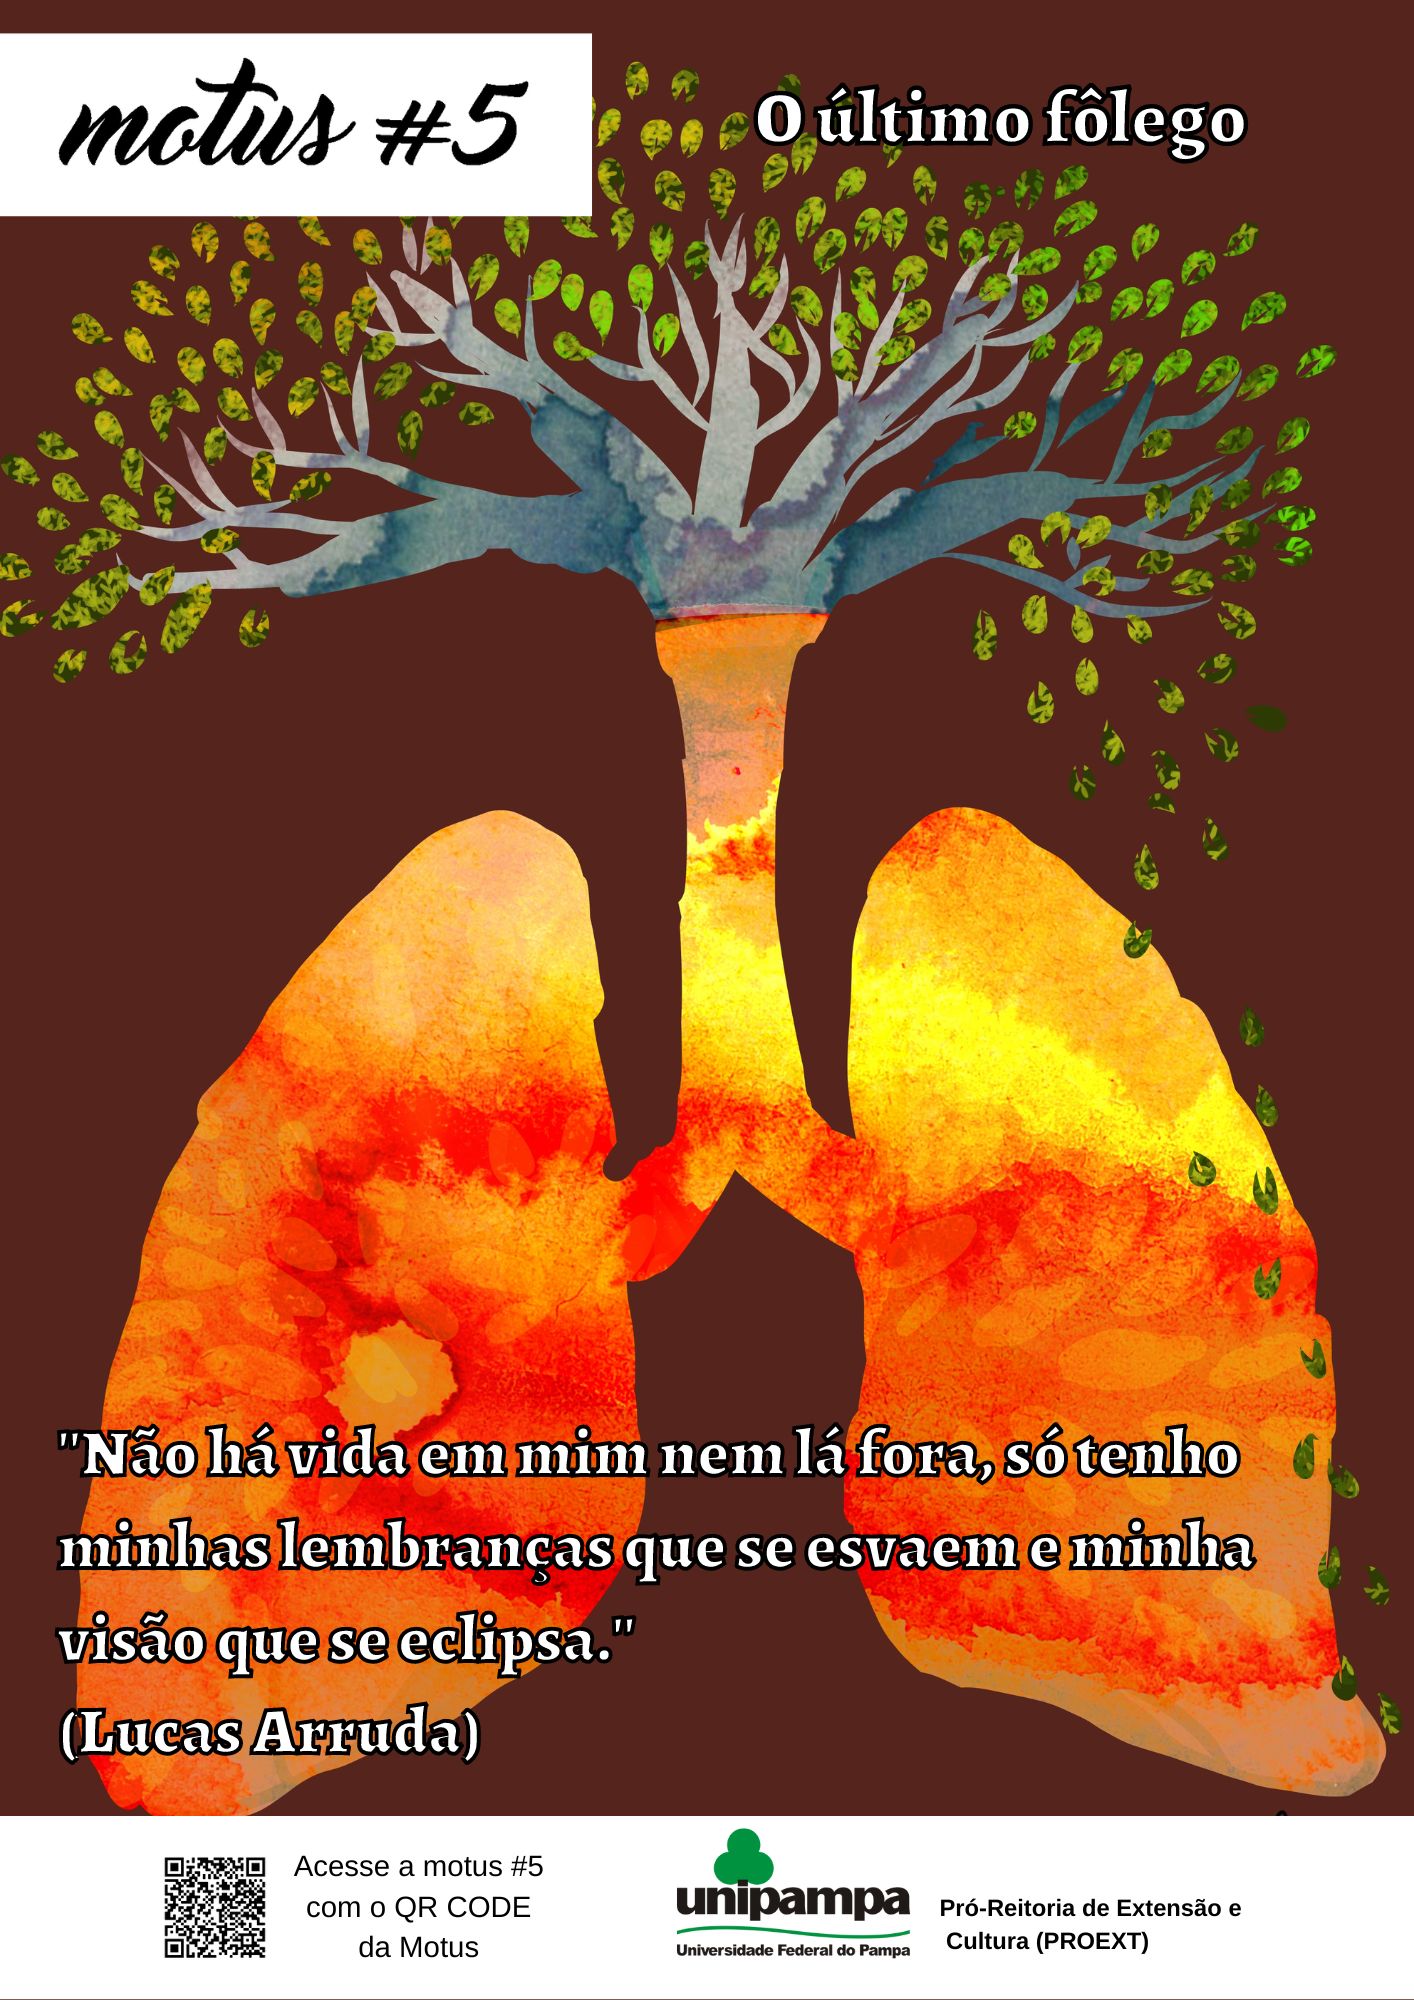 motus #5
O último fôlego
"Não há vida em mim nem lá fora, só tenho
minhas lembranças que se esvaem e minha
visão que se eclipsa."
(Lucas Arruda)
Acesse a motus #5
com o QR CODE
da Motus
unipampa
Universidade Federal do Pampa
Pró-Reitoria de Extensão e
Cultura (PROEXT)